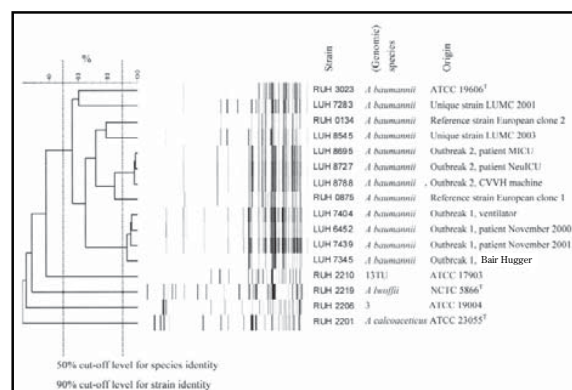 %
Strain (Genomic) species Origin
RUH 3023 A baumannii ATCC 19606T
LUH 7283 A baumannii Unique strain LUMC 2001
RUH 0134 A baumannii Reference strain European clone 2
LUH 8545 A baumannii Unique strain LUMC 2003
LUH 8695 A baumannii Outbreak 2, patient MICU
LUH 8727 A baumannii Outbreak 2, patient NeuICU
LUH 8788 A baumannii Outbreak 2, CVVH machine
RUH 0875 A baumannii Reference strain European clone 1
LUH 7404 A baumannii Outbreak 1, ventilator
LUH 6452 A baumannii Outbreak 1, patient November 2000
LUH 7439 A baumannii Outbreak 1, patient November 2001
LUH 7345 A baumannii Outbreak 1, Bair Hugger
RUH 2210 13TU ATCC 17903
RUH 2219 A lwoffii NCTC 5866T
RUH 2206 3 ATCC 19004
RUH 2201 A calcoaceticus ATCC 23055T
50% cut-off level for species identity
90% cut-off level for strain identity